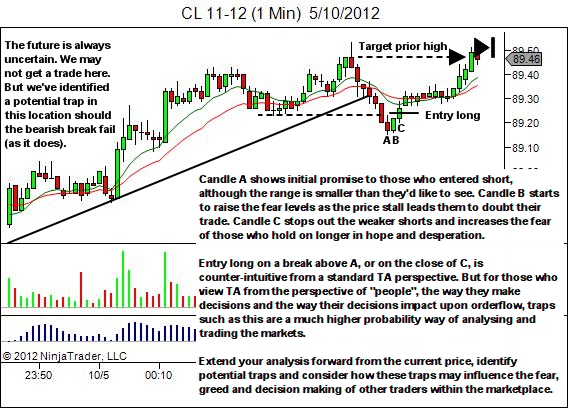 CL 11-12 (1 Min)  5/10/2012
The future is always
uncertain. We may
not get a trade here.
But we've identified
a potential trap in
this location should
the bearish break fail
(as it does).
Target prior high
89.50
89.46
89.40
89.30
89.20
89.10
Entry long
C
AB
Candle A shows initial promise to those who entered short,
although the range is smaller than they'd like to see. Candle B starts
to raise the fear levels as the price stall leads them to doubt their
trade. Candle C stops out the weaker shorts and increases the fear
of those who hold on longer in hope and desperation.
Entry long on a break above A, or on the close of C, is
counter-intuitive from a standard TA perspective. But for those who
view TA from the perspective of "people", the way they make
decisions and the way their decisions impact upon orderflow, traps
such as this are a much higher probability way of analysing and
trading the markets.
Extend your analysis forward from the current price, identify
potential traps and consider how these traps may influence the fear,
greed and decision making of other traders within the marketplace.
© 2012 NinjaTrader, LLC
23:50
10/5
00:10